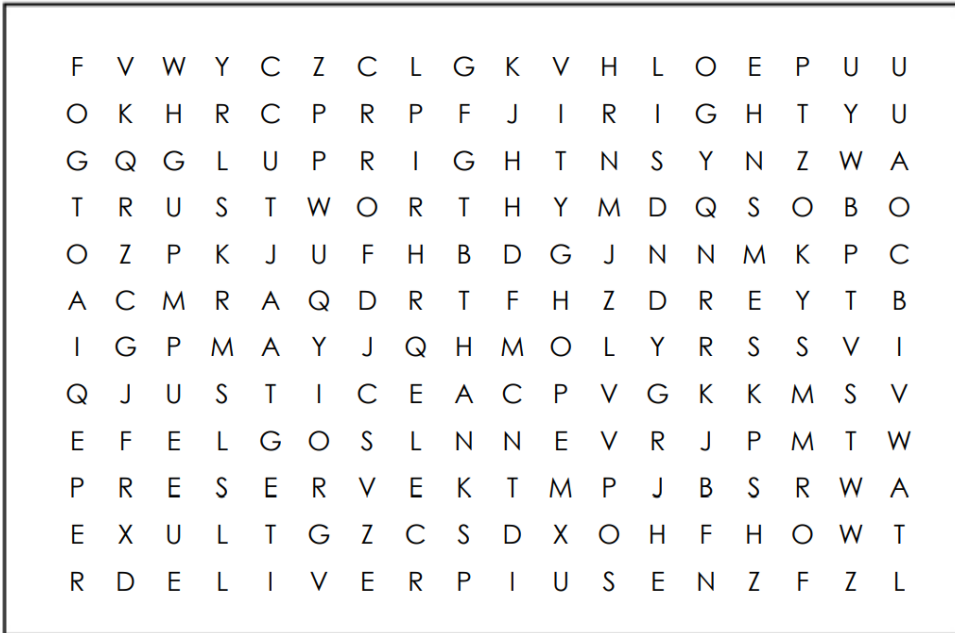 F V W Y C Z C L G K V H L O E P U U
O K H R C P R P F J I R I G H T Y U
G Q G L U P R I G H T N S Y N Z W A
T R U S T W O R T H Y M D Q S O B O
O Z P K J U F H B D G J N N M K P C
A C M R A Q D R T F H Z D R E Y T B
I G P M A Y J Q H M O L Y R S S V I
Q J U S T I C E A C P V G K K M S V
E F E L G O S L N N E V R J P M T W
P R E S E R V E K T M P J B S R W A
E X U L T G Z C S D X O H F H O W T
R D E L I V E R P I U S E N Z F Z L